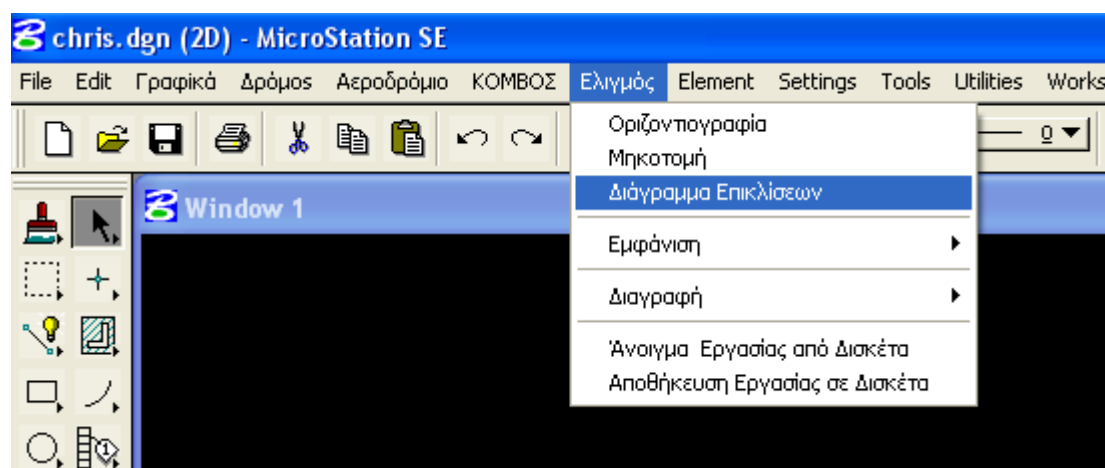 chris.dgn (2D) - MicroStation SE
File Edit Γραφικά Δρόμος Αεροδρόμιο ΚΟΜΒΟΣ Ελιγμός Element Settings Tools Utilities Works
Οριζοντιογραφία
Μηκοτομή
Διάγραμμα Επικλίσεων
Εμφάνιση
Διαγραφή
Άνοιγμα Εργασίας από Δισκέτα
Αποθήκευση Εργασίας σε Δισκέτα
0
Window 1
1